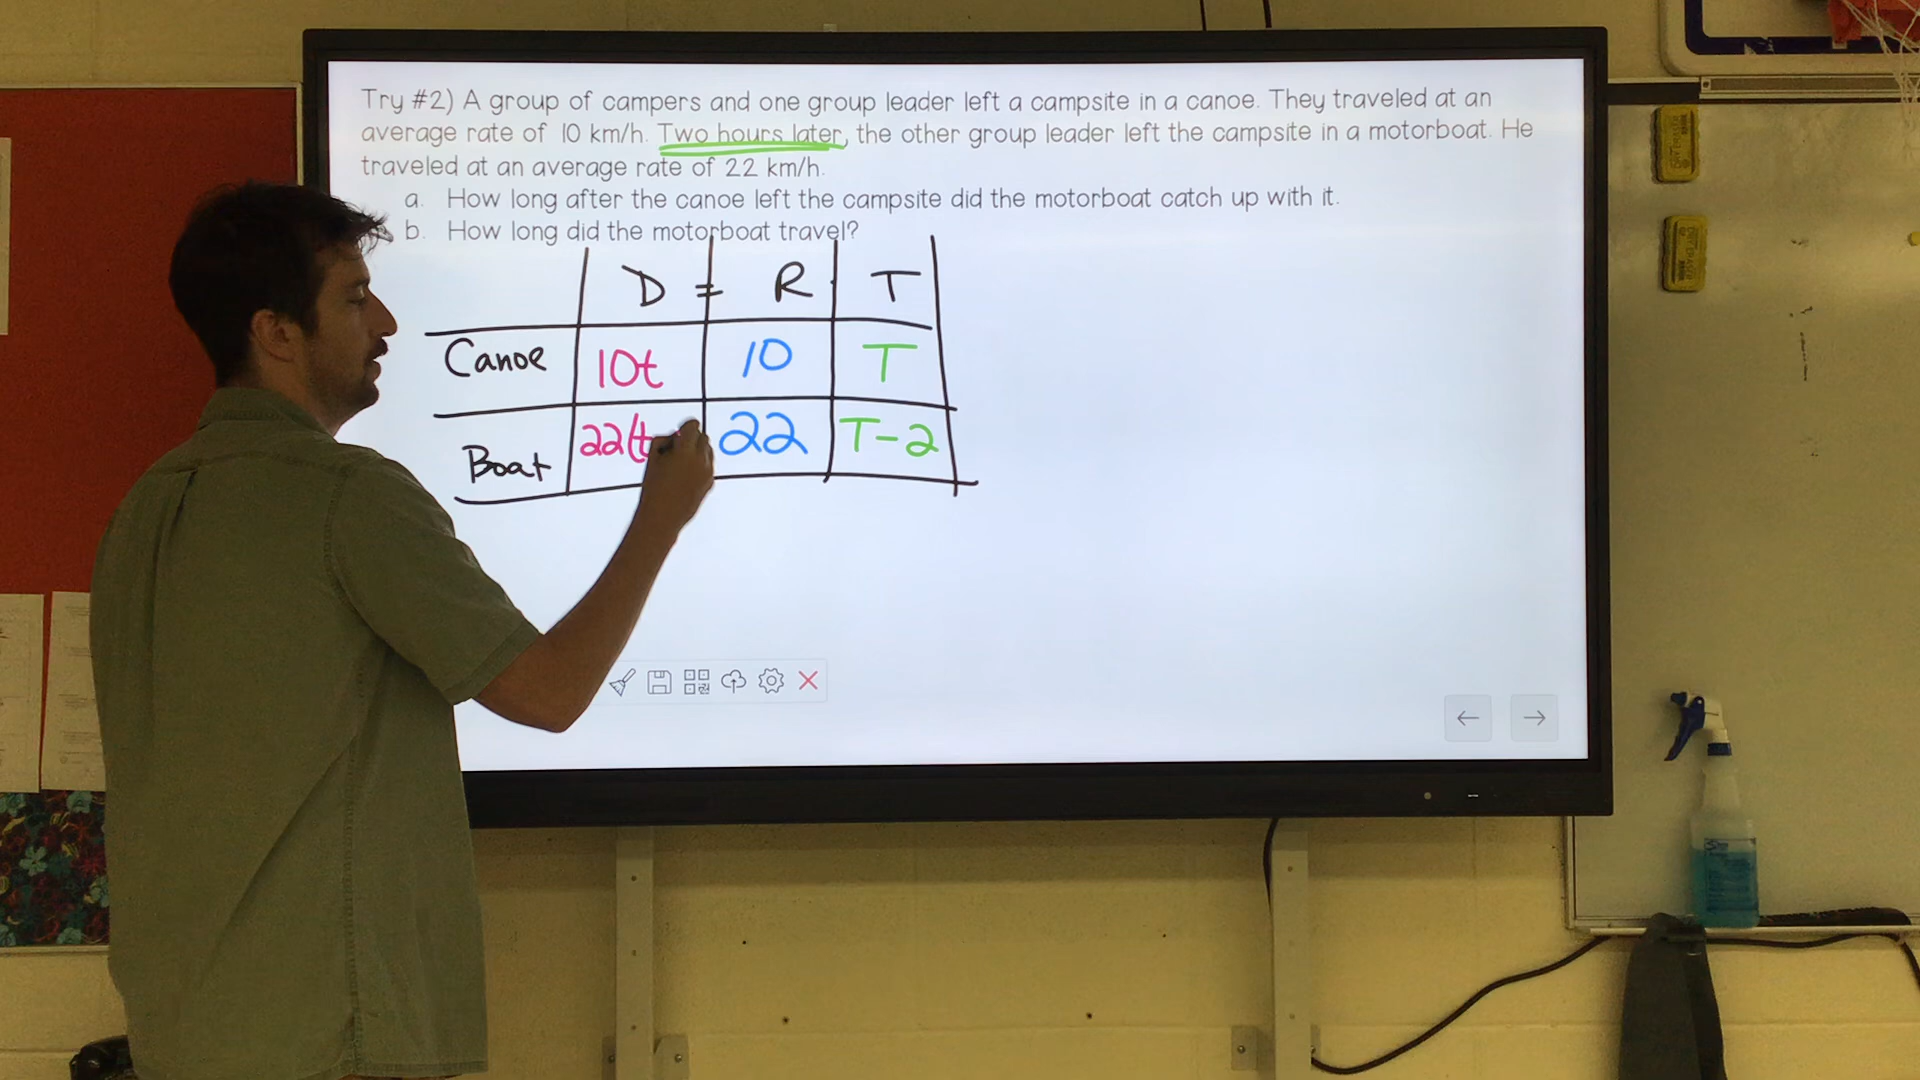 Try #2) A group of campers and one group leader left a campsite in a canoe. They traveled at an
average rate of 10 km/h. Two hours later, the other group leader left the campsite in a motorboat. He
traveled at an average rate of 22 km/h.
a. How long after the canoe left the campsite did the motorboat catch up with it.
b. How long did the motorboat travel?
D = R · T
Canoe 10t 10 T
Boat 22(t- 22 T-2